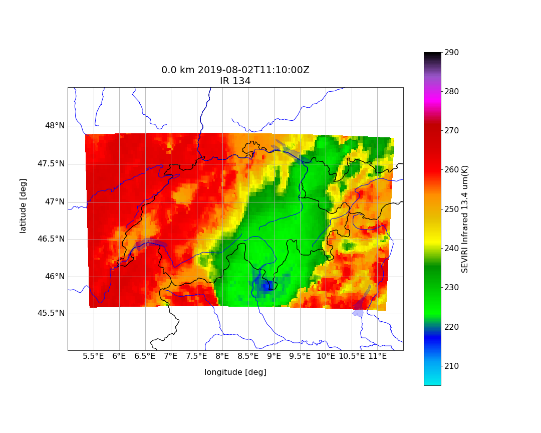 0.0 km 2019-08-02T11:10:00Z
IR 134
48°N
47.5°N
47°N
46.5°N
46°N
45.5°N
5.5°E 6°E 6.5°E 7°E 7.5°E 8°E 8.5°E 9°E 9.5°E 10°E 10.5°E 11°E
longitude [deg]
latitude [deg]
290
280
270
260
250
240
230
220
210
SEVIRI Infrared 13.4 um(K)